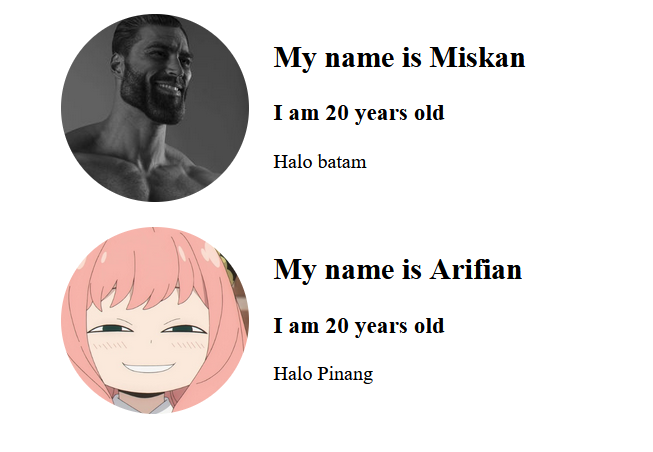 My name is Miskan
I am 20 years old
Halo batam
My name is Arifian
I am 20 years old
Halo Pinang